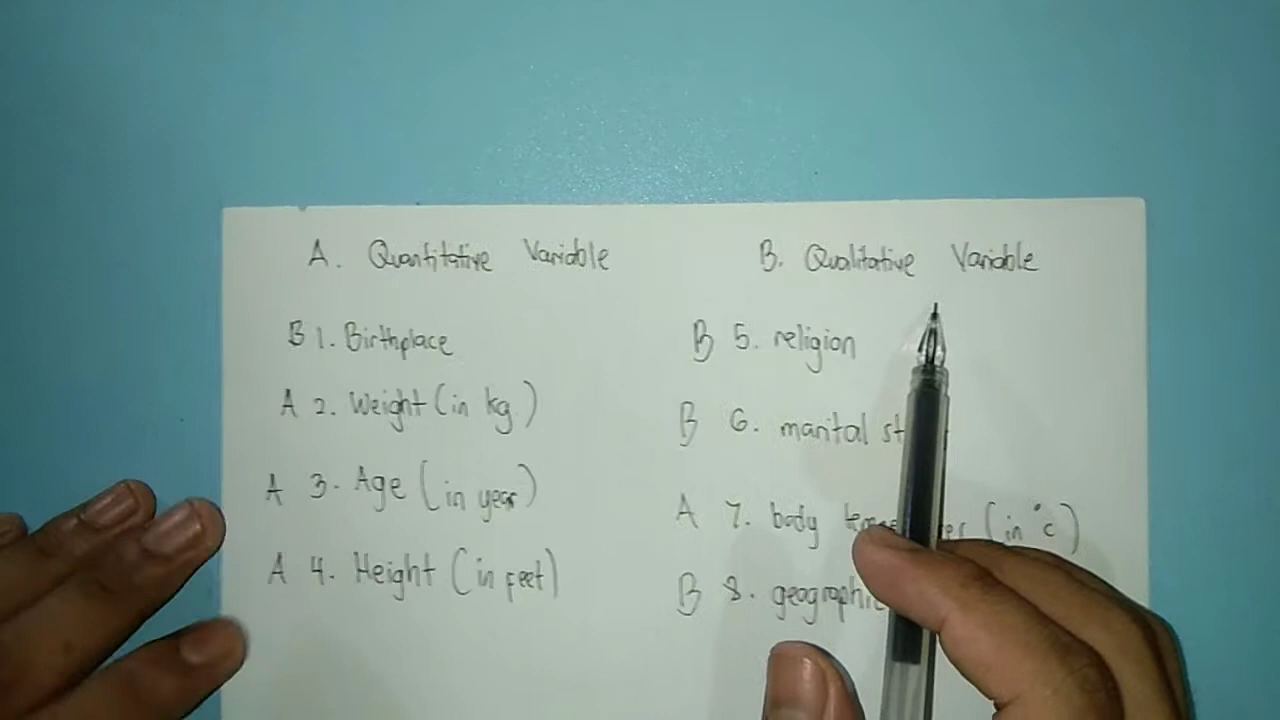 A. Quantitative Variable
B. Qualitative Variable
B 1. Birthplace
A 2. Weight (in kg.)
A 3. Age (in year)
A 4. Height (in feet)
B 5. religion
B 6. marital
A 7. body (in °c)
B 8.